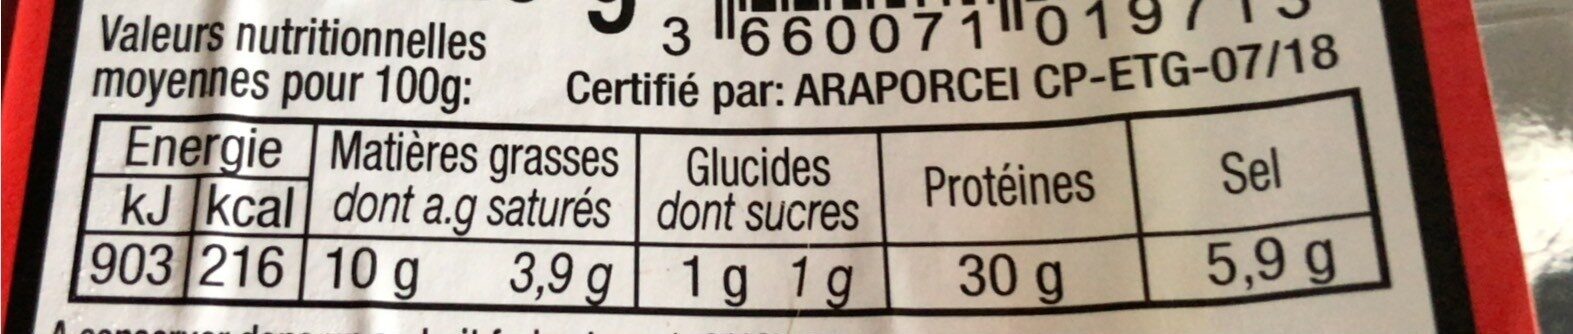 g
3 660071 019713
Valeurs nutritionnelles
moyennes pour 100g:
Certifié par: ARAPORCEI CP-ETG-07/18
Energie Matières grasses Glucides Protéines Sel
kJ kcal dont a.g saturés dont sucres
903 216 10 g 3,9 g 1 g 1 g 30 g 5,9 g